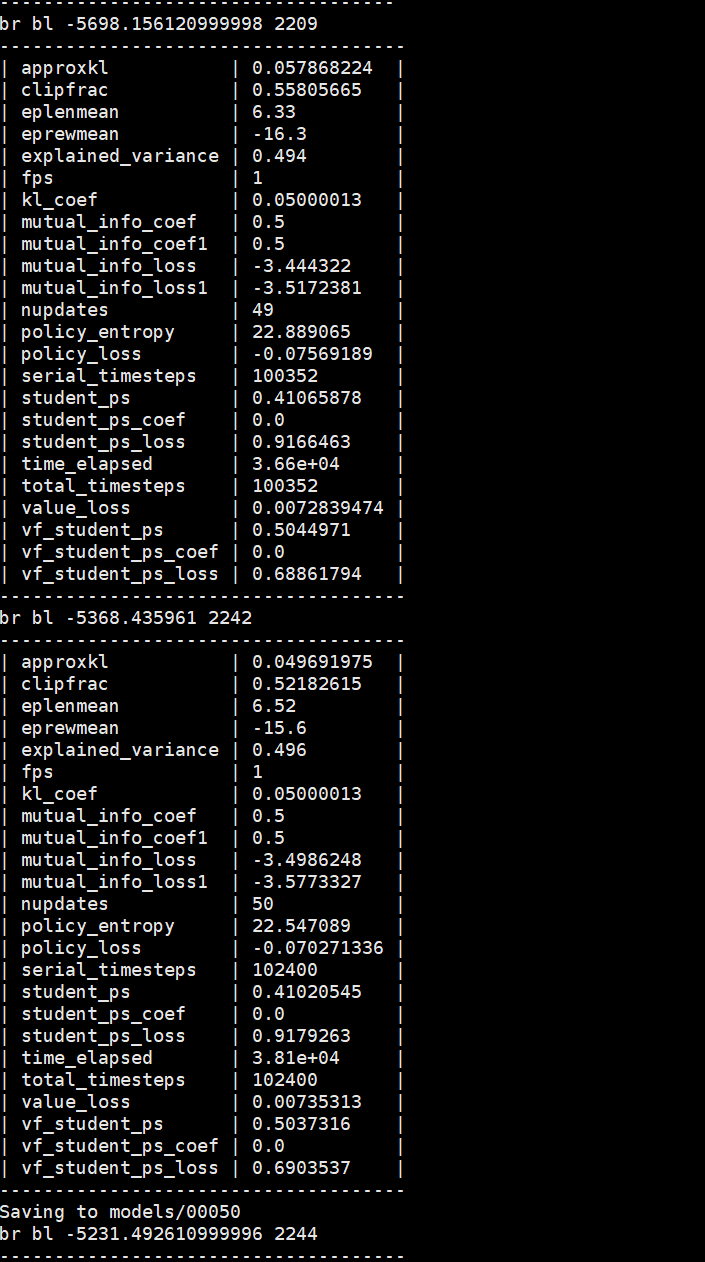 -------------------------------------
br bl -5698.156120999998 2209
--------------------------------------
| approxkl           | 0.057868224  |
| clipfrac           | 0.55805665   |
| eplenmean          | 6.33         |
| eprewmean          | -16.3        |
| explained_variance | 0.494        |
| fps                | 1            |
| kl_coef            | 0.05000013   |
| mutual_info_coef   | 0.5          |
| mutual_info_coef1  | 0.5          |
| mutual_info_loss   | -3.444322    |
| mutual_info_loss1  | -3.5172381   |
| nupdates           | 49           |
| policy_entropy     | 22.889065    |
| policy_loss        | -0.07569189  |
| serial_timesteps   | 100352       |
| student_ps         | 0.41065878   |
| student_ps_coef    | 0.0          |
| student_ps_loss    | 0.9166463    |
| time_elapsed       | 3.66e+04     |
| total_timesteps    | 100352       |
| value_loss         | 0.0072839474 |
| vf_student_ps      | 0.5044971    |
| vf_student_ps_coef | 0.0          |
| vf_student_ps_loss | 0.68861794   |
--------------------------------------
br bl -5368.435961 2242
--------------------------------------
| approxkl           | 0.049691975  |
| clipfrac           | 0.52182615   |
| eplenmean          | 6.52         |
| eprewmean          | -15.6        |
| explained_variance | 0.496        |
| fps                | 1            |
| kl_coef            | 0.05000013   |
| mutual_info_coef   | 0.5          |
| mutual_info_coef1  | 0.5          |
| mutual_info_loss   | -3.4986248   |
| mutual_info_loss1  | -3.5773327   |
| nupdates           | 50           |
| policy_entropy     | 22.547089    |
| policy_loss        | -0.070271336 |
| serial_timesteps   | 102400       |
| student_ps         | 0.41020545   |
| student_ps_coef    | 0.0          |
| student_ps_loss    | 0.9179263    |
| time_elapsed       | 3.81e+04     |
| total_timesteps    | 102400       |
| value_loss         | 0.00735313   |
| vf_student_ps      | 0.5037316    |
| vf_student_ps_coef | 0.0          |
| vf_student_ps_loss | 0.6903537    |
--------------------------------------
Saving to models/00050
br bl -5231.492610999996 2244
--------------------------------------